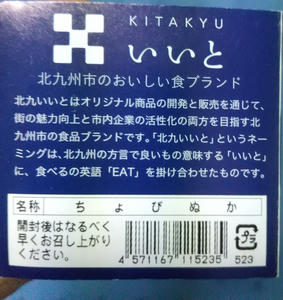 KITAKYU
いいと
北九州市のおいしい食ブランド
北九いいとはオリジナル商品の開発と販売を通じて、
街の魅力向上と市内企業の活性化の両方を目指す北
九州市の食品ブランドです。「北九いいと」というネー
ミングは、北九州の方言で良いもの意味する「いいと」
に、食べるの英語「EAT」を掛け合わせたものです。
名称 ちょびぬか
開封後はなるべく
早くお召し上がり
ください。
プラ
4 571167 115235 523